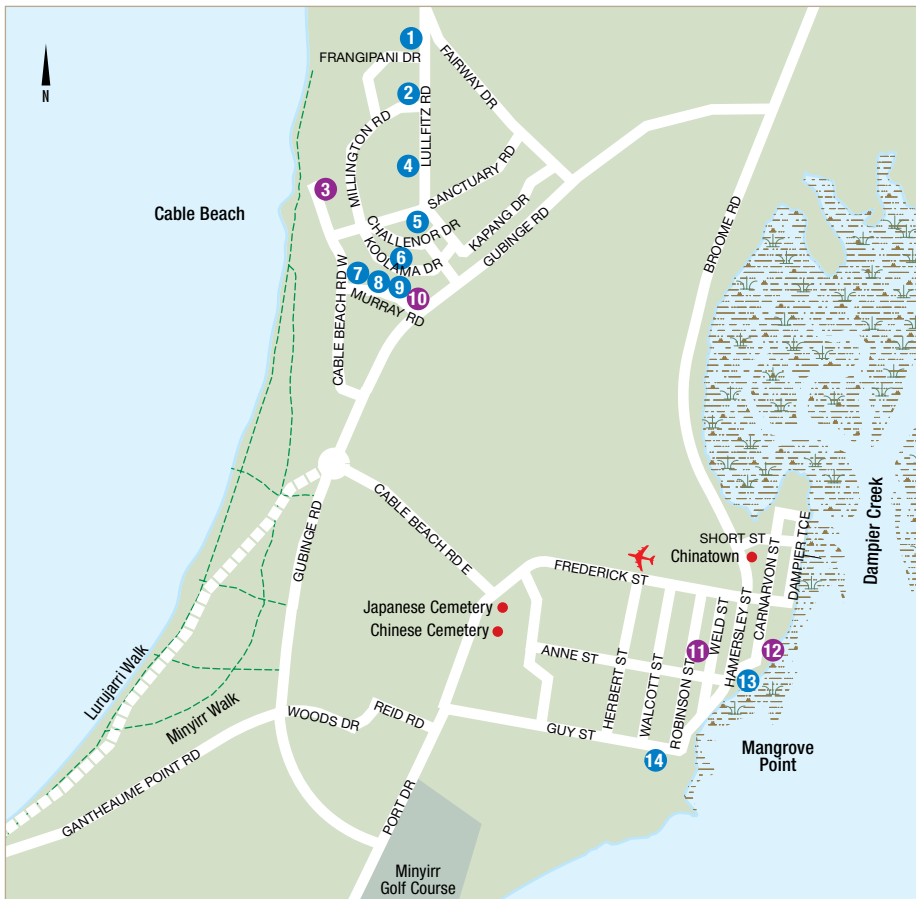 1
FRANGIPANI DR
FAIRWAY DR
N
2
MILLINGTON RD
LULLFITZ RD
4
SANCTUARY RD
3
Cable Beach
5
CHALLENOR DR
KAPANG DR
GUBINGE RD
BROOME RD
6
KOOLAMA DR
7
8
9
10
MURRAY RD
CABLE BEACH RD W
CABLE BEACH RD E
GUBINGE RD
SHORT ST
Chinatown
CARNARVON ST
DAMPIER TCE
Dampier Creek
FREDERICK ST
Japanese Cemetery
Chinese Cemetery
ANNE ST
HERBERT ST
WALCOTT ST
ROBINSON ST
WELD ST
HAMERSLEY ST
11
12
13
Lurujarri Walk
Minyirr Walk
WOODS DR
REID RD
GUY ST
14
Mangrove
Point
GANTHEAUME POINT RD
PORT DR
Minyirr
Golf Course